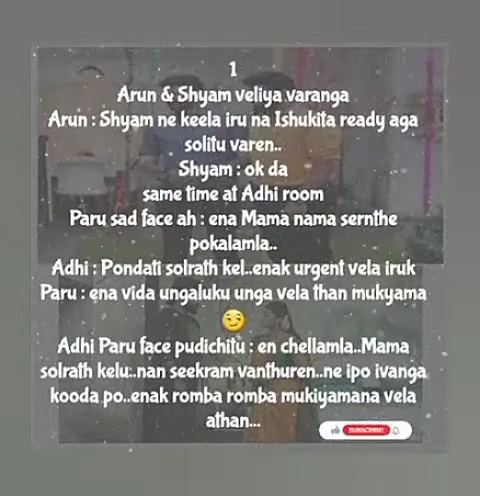 1
Arun & Shyam veliya varanga
Arun : Shyam ne keela iru na Ishukita ready aga
solitu varen..
Shyam : ok da
same time at Adhi room
Paru sad face ah : ena Mama nama sernthe
pokalamla..
Adhi : Pondati solrath kel..enak urgent vela iruk
Paru : ena vida ungaluku unga vela than mukyama
😏
Adhi Paru face pudichitu : en chellamla..Mama
solrath kelu..nan seekram vanthuren..ne ipo ivanga
kooda po..enak romba romba mukiyamana vela
athan...
SUBSCRIBE